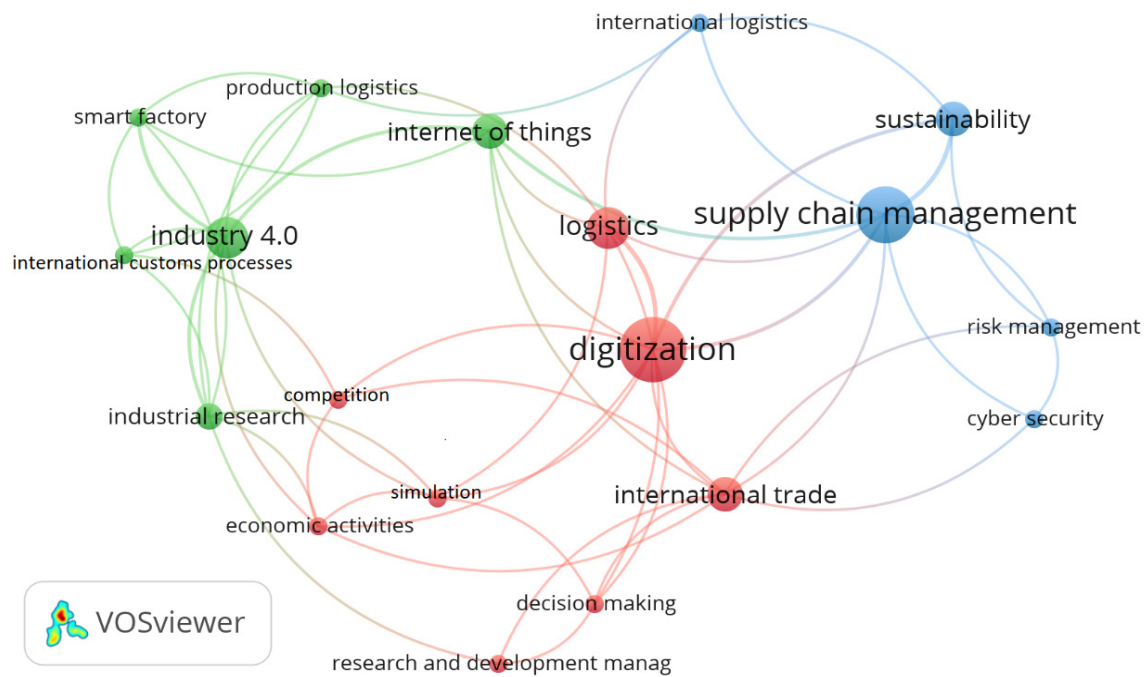 international logistics
production logistics
smart factory
internet of things
sustainability
supply chain management
logistics
industry 4.0
international customs processes
risk management
digitization
competition
industrial research
cyber security
simulation
international trade
economic activities
decision making
VOSviewer
research and development manag